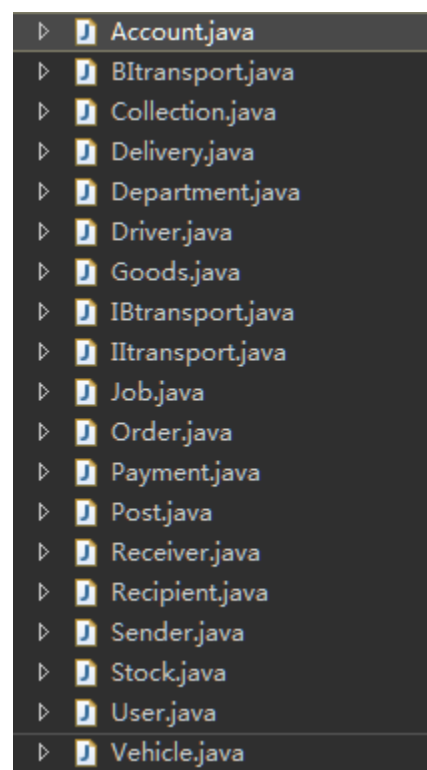 Account.java
BItransport.java
Collection.java
Delivery.java
Department.java
Driver.java
Goods.java
IBtransport.java
IItransport.java
Job.java
Order.java
Payment.java
Post.java
Receiver.java
Recipient.java
Sender.java
Stock.java
User.java
Vehicle.java